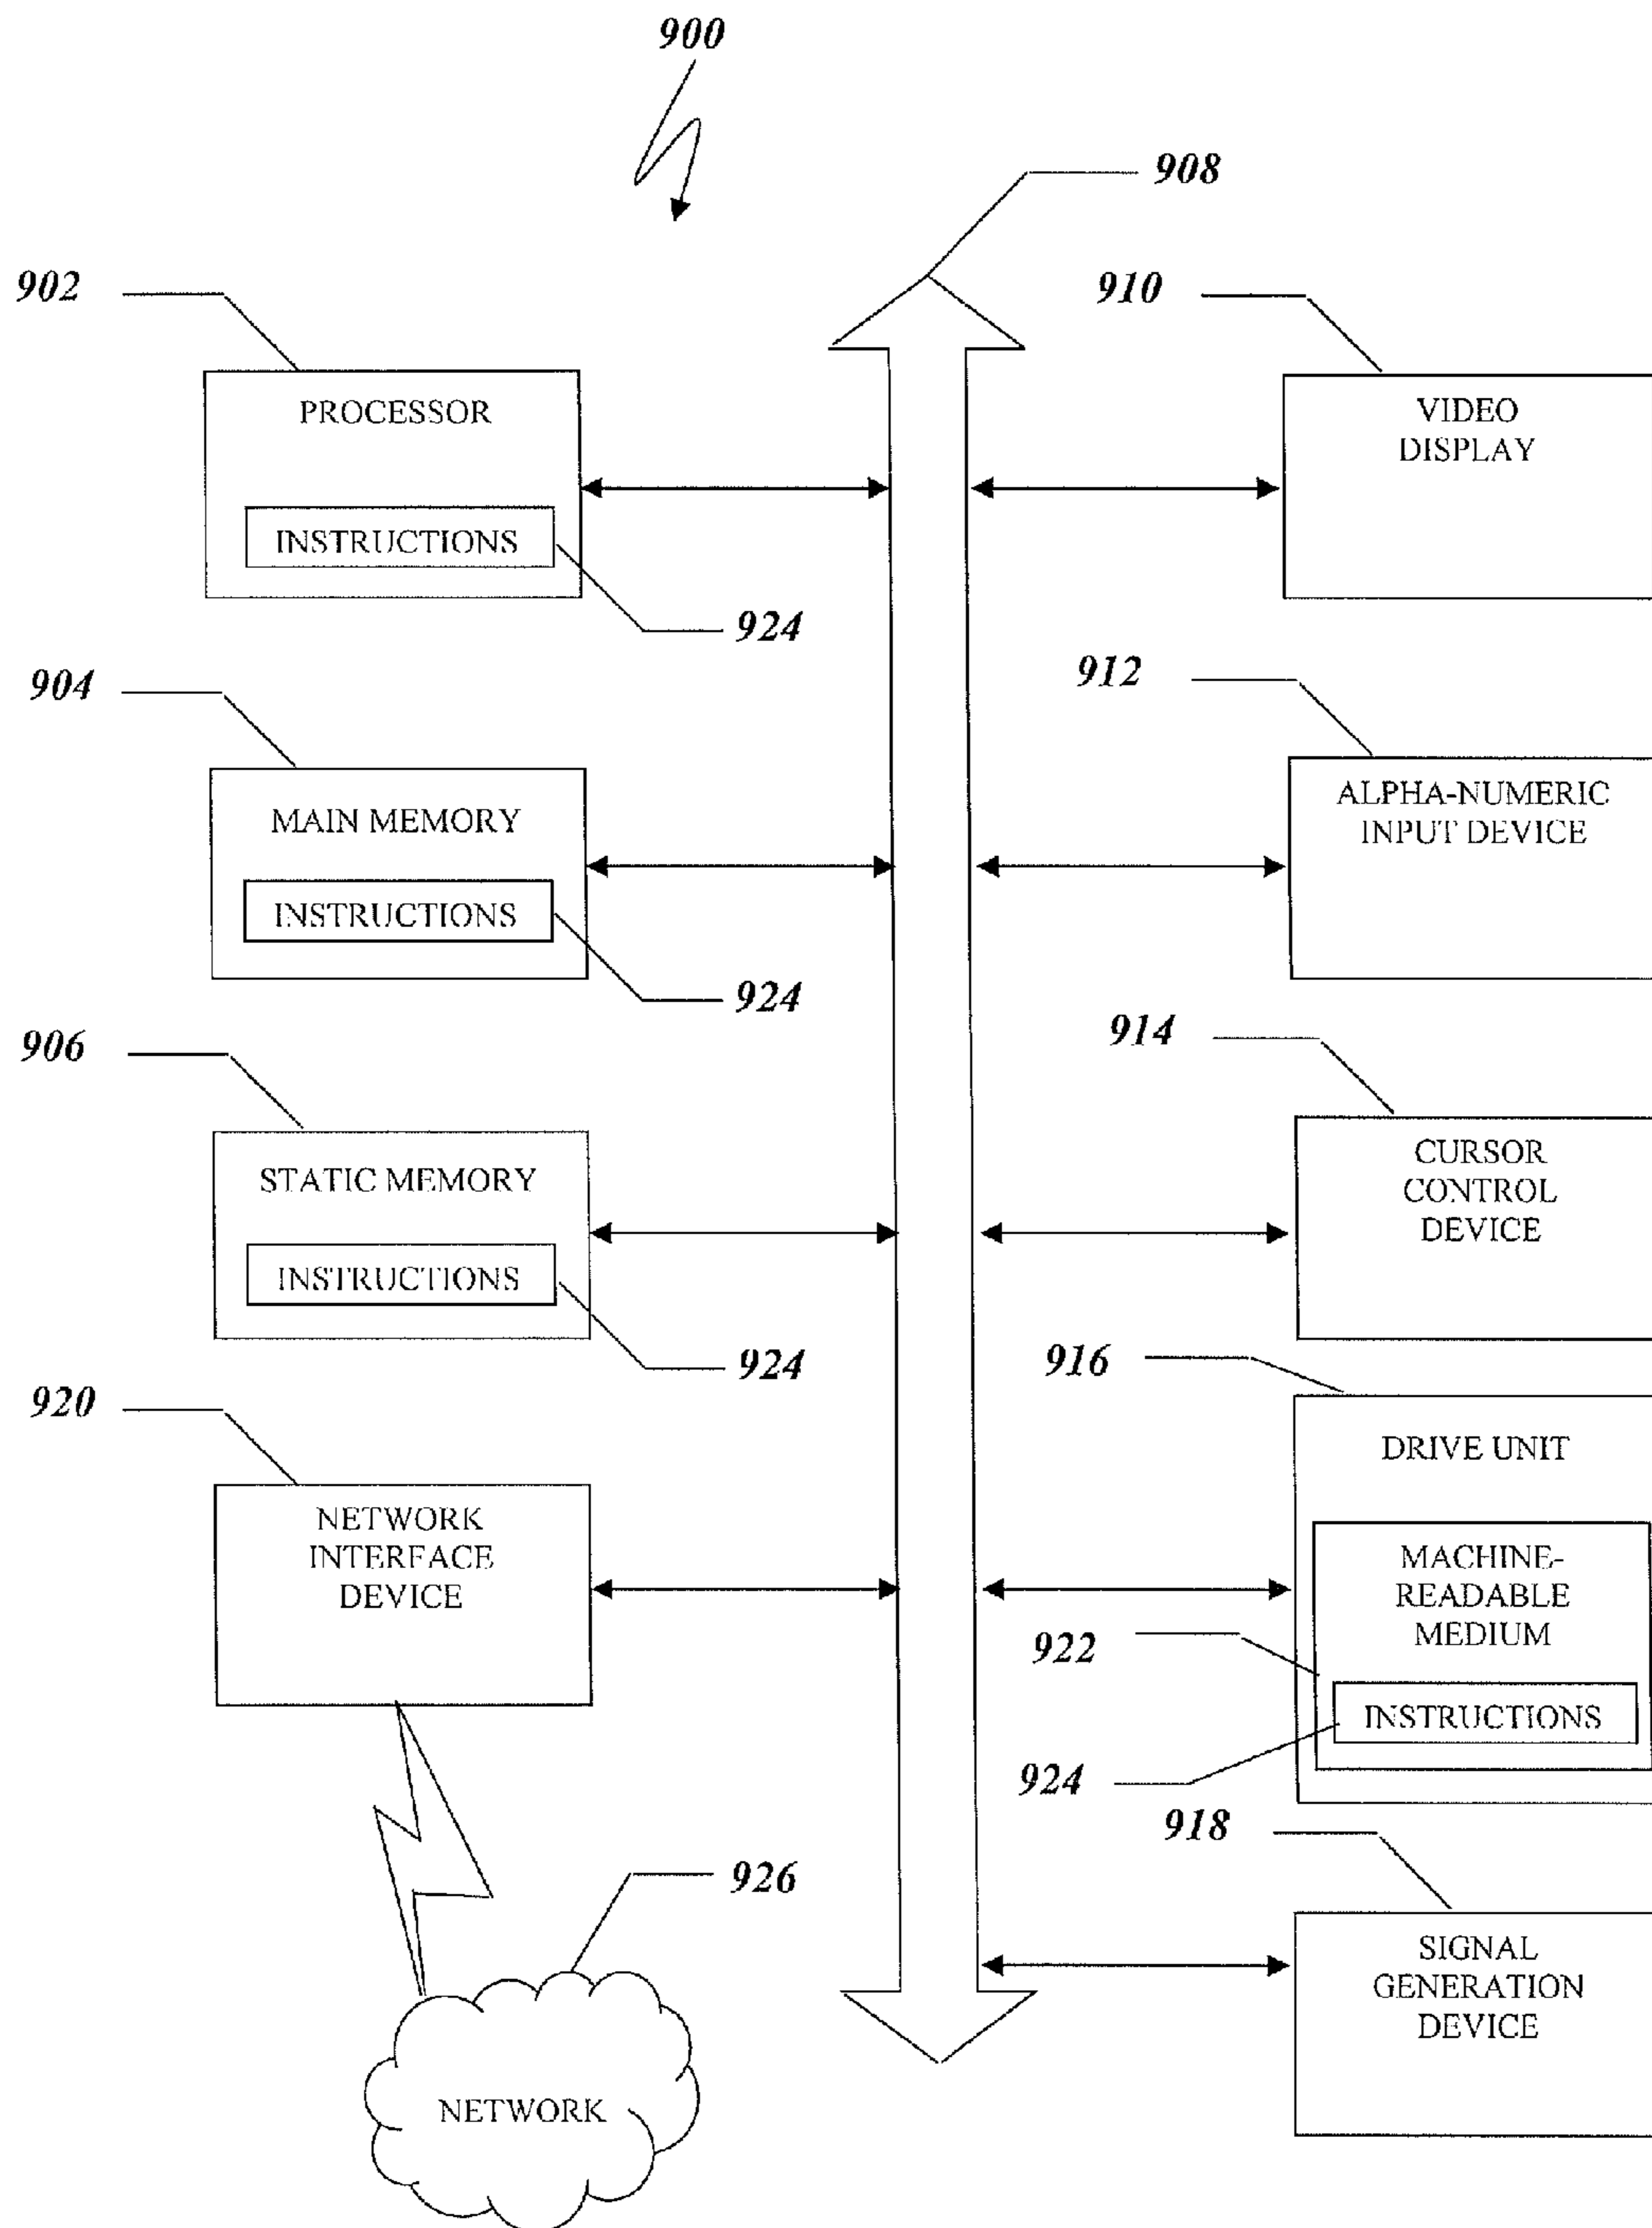 900
908
902
910
PROCESSOR
INSTRUCTIONS
924
VIDEO
DISPLAY
904
912
MAIN MEMORY
INSTRUCTIONS
924
ALPHA-NUMERIC
INPUT DEVICE
906
914
STATIC MEMORY
INSTRUCTIONS
924
CURSOR
CONTROL
DEVICE
920
916
NETWORK
INTERFACE
DEVICE
DRIVE UNIT
MACHINE-
READABLE
MEDIUM
922
INSTRUCTIONS
924
918
926
SIGNAL
GENERATION
DEVICE
NETWORK